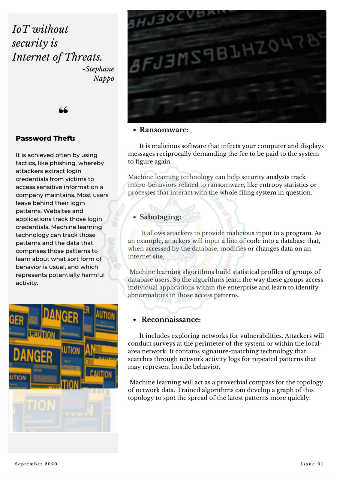 IoT without
security is
Internet of Threats.
-Stephane
Nappo
Password Theft:
It is achieved often by using
tactics, like phishing, whereby
attackers extract login
credentials from victims to
access sensitive information a
company maintains. Most users
leave behind their login
patterns. Websites and
applications track those login
credentials. Machine learning
technology can track those
patterns and the data that
comprises those patterns to
learn about what sort form of
behavior is usual, and which
represents potentially harmful
activity.
DANGER
CAUTION
DANGER
CAUTION
September 2020
8FJ3MS9B1HZ0478S
• Ransomware:
It is malicious software that infects your computer and displays
messages reciprocally demanding the fee to be paid to the system
to figure again
Machine learning technology can help security analysts track
micro-behaviors related to ransomware, like entropy statistics or
processes that interact with the whole filing system in question.
• Sabotaging:
It allows attackers to provide malicious input to a program. As
an example, attackers will input a line of code into a database that,
when accessed by the database, modifies or changes data on an
internet site.
Machine learning algorithms build statistical profiles of groups of
database users. So the algorithms learn the way these groups access
individual applications within the enterprise and learn to identify
abnormalities in those access patterns.
• Reconnaissance:
It includes exploring networks for vulnerabilities. Attackers will
conduct surveys at the perimeter of the system or within the local-
area network. It contains signature-matching technology that
searches through network activity logs for repeated patterns that
may represent hostile behavior.
Machine learning will act as a proverbial compass for the topology
of network data. Trained algorithms can develop a graph of this
topology to spot the spread of the latest patterns more quickly.